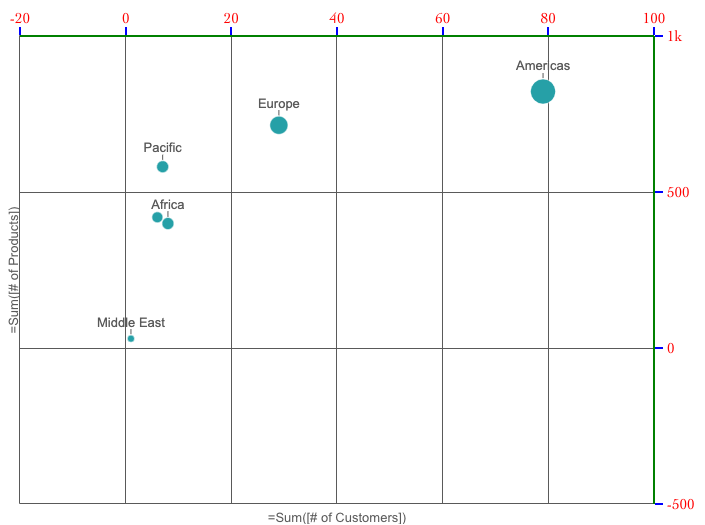 -20 0 20 40 60 80 100
1k
Americas
Europe
Pacific
500
Africa
=Sum([# of Products])
Middle East
0
-500
=Sum([# of Customers])